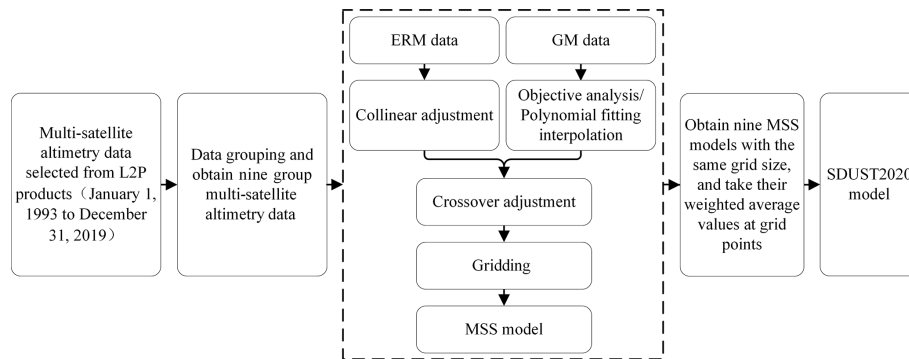 Multi-satellite
altimetry data
selected from L2P
products（January 1,
1993 to December
31, 2019）
Data grouping and
obtain nine group
multi-satellite
altimetry data
ERM data
GM data
Collinear adjustment
Objective analysis/
Polynomial fitting
interpolation
Crossover adjustment
Gridding
MSS model
Obtain nine MSS
models with the
same grid size,
and take their
weighted average
values at grid
points
SDUST2020
model